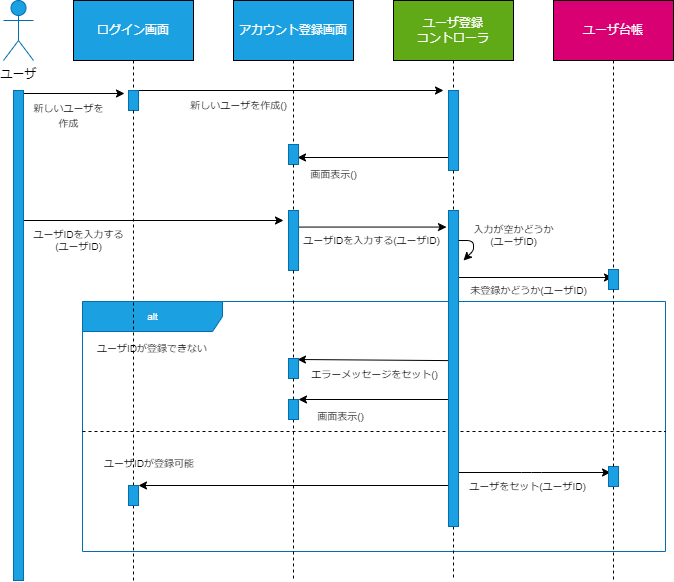 ログイン画面
アカウント登録画面
ユーザ登録
コントローラ
ユーザ台帳
ユーザ
新しいユーザを
作成
新しいユーザを作成()
画面表示()
ユーザIDを入力する
(ユーザID)
ユーザIDを入力する(ユーザID)
入力が空かどうか
(ユーザID)
未登録かどうか(ユーザID)
alt
ユーザIDが登録できない
エラーメッセージをセット()
画面表示()
ユーザIDが登録可能
ユーザをセット(ユーザID)